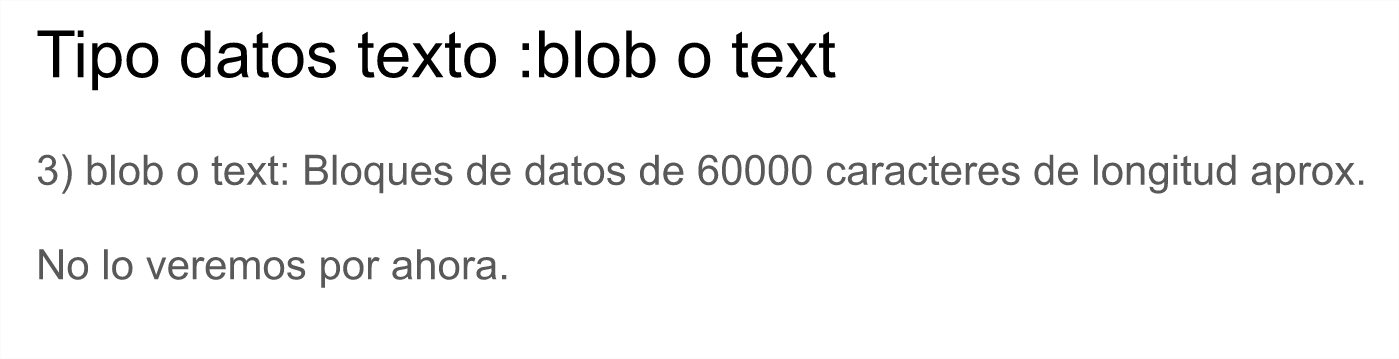 Tipo datos texto :blob o text
3) blob o text: Bloques de datos de 60000 caracteres de longitud aprox.
No lo veremos por ahora.